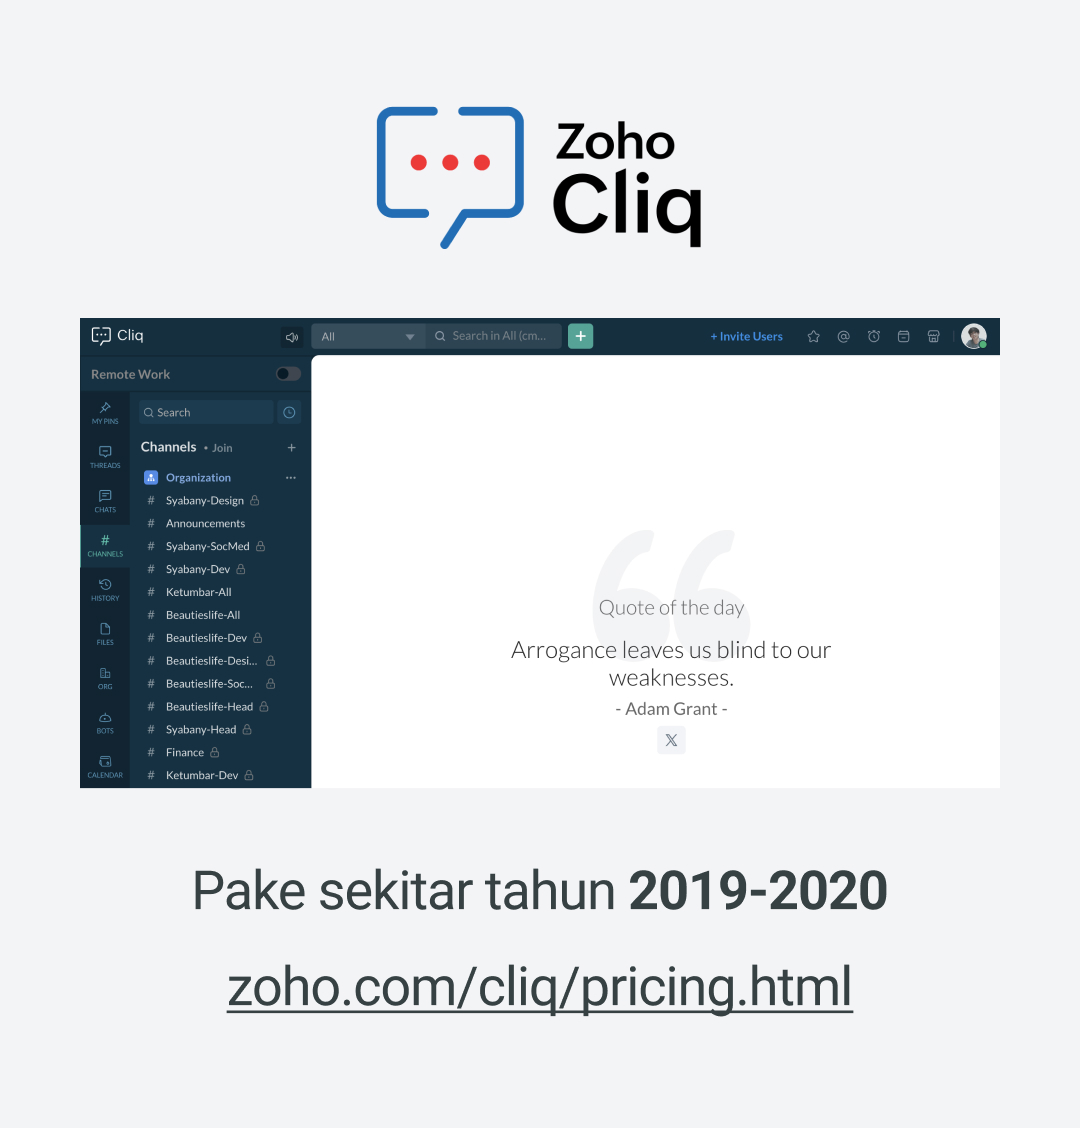 Zoho
Cliq
Cliq
All
Search in All (cm...
+
+ Invite Users
Remote Work
MY PINS
THREADS
CHATS
# CHANNELS
HISTORY
FILES
ORG
BOTS
CALENDAR
Search
Channels • Join +
Organization ...
# Syabany-Design
# Announcements
# Syabany-SocMed
# Syabany-Dev
# Ketumbar-All
# Beautieslife-All
# Beautieslife-Dev
# Beautieslife-Desi...
# Beautieslife-Soc...
# Beautieslife-Head
# Syabany-Head
# Finance
# Ketumbar-Dev
Quote of the day
Arrogance leaves us blind to our
weaknesses.
- Adam Grant -
Pake sekitar tahun 2019-2020
zoho.com/cliq/pricing.html